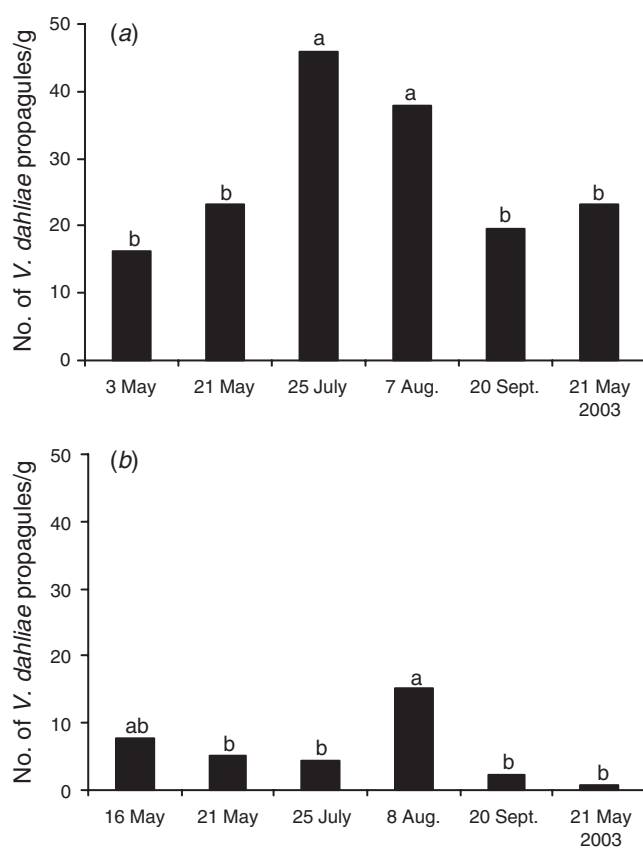 (a)
No. of V. dahliae propagules/g
50
40
30
20
10
0
b
b
a
a
b
b
3 May
21 May
25 July
7 Aug.
20 Sept.
21 May
2003
(b)
No. of V. dahliae propagules/g
50
40
30
20
10
0
ab
b
b
a
b
b
16 May
21 May
25 July
8 Aug.
20 Sept.
21 May
2003